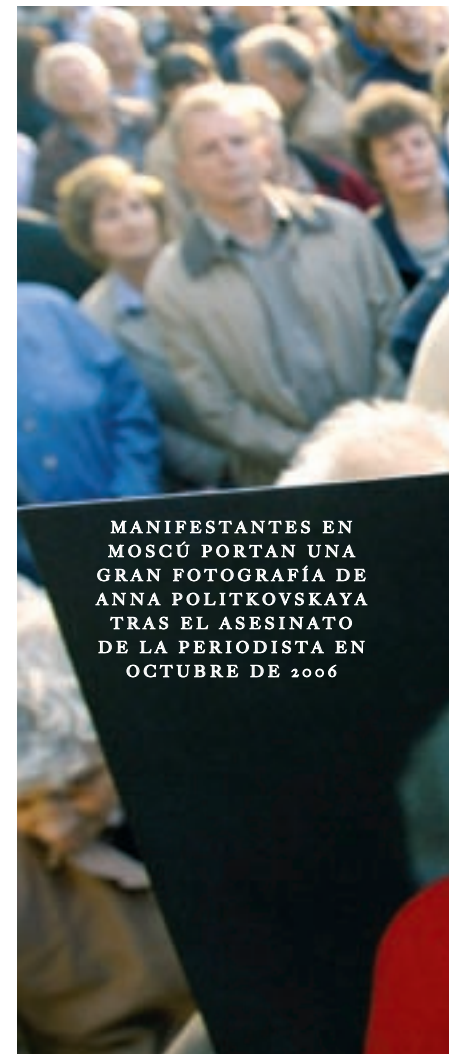 MANIFESTANTES EN
MOSCÚ PORTAN UNA
GRAN FOTOGRAFÍA DE
ANNA POLITKOVSKAYA
TRAS EL ASESINATO
DE LA PERIODISTA EN
OCTUBRE DE 2006